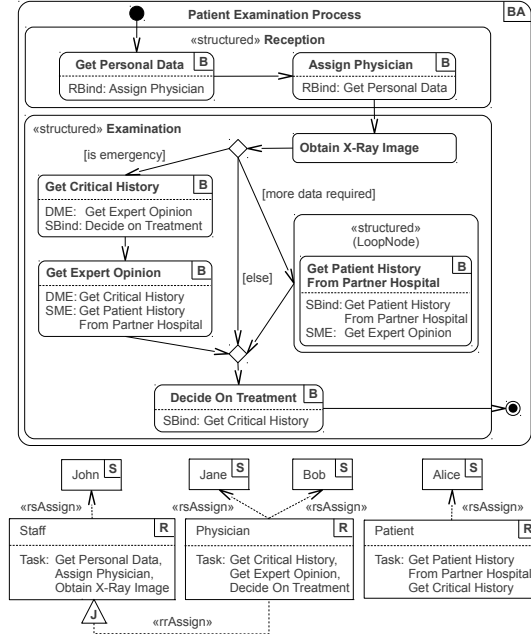 Patient Examination Process
BA
«structured» Reception
Get Personal Data
B
RBind: Assign Physician
Assign Physician
B
RBind: Get Personal Data
«structured» Examination
[is emergency]
Obtain X-Ray Image
[more data required]
Get Critical History
B
DME: Get Expert Opinion
SBind: Decide on Treatment
«structured»
(LoopNode)
Get Patient History
From Partner Hospital
B
SBind: Get Patient History
From Partner Hospital
SME: Get Expert Opinion
Get Expert Opinion
B
DME: Get Critical History
SME: Get Patient History
From Partner Hospital
[else]
Decide On Treatment
B
SBind: Get Critical History
John
S
Jane
S
Bob
S
Alice
S
«rsAssign»
«rsAssign»
«rsAssign»
«rsAssign»
Staff
R
Task: Get Personal Data,
Assign Physician,
Obtain X-Ray Image
Physician
R
Task: Get Critical History,
Get Expert Opinion,
Decide On Treatment
Patient
R
Task: Get Patient History
From Partner Hospital
Get Critical History
J
«rrAssign»